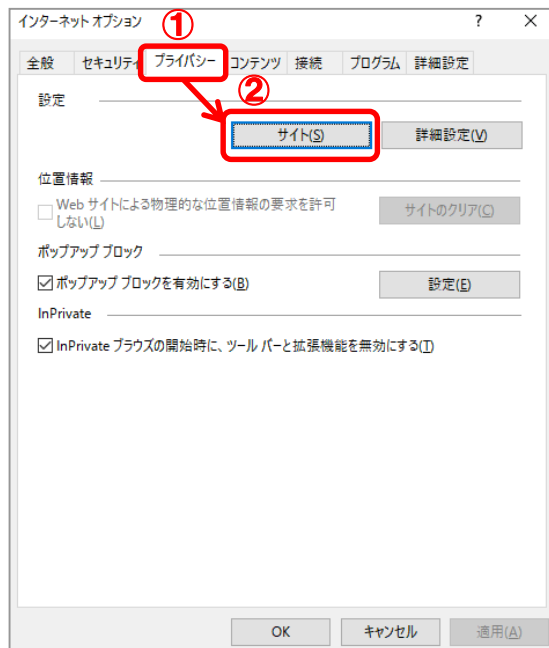 インターネット オプション ① ? ×
全般 セキュリティ プライバシー コンテンツ 接続 プログラム 詳細設定
②
設定
サイト(S) 詳細設定(V)
位置情報
Web サイトによる物理的な位置情報の要求を許可
しない(L)
サイトのクリア(C)
ポップアップ ブロック
ポップアップ ブロックを有効にする(B) 設定(E)
InPrivate
InPrivate ブラウズの開始時に、ツール バーと拡張機能を無効にする(T)
OK キャンセル 適用(A)